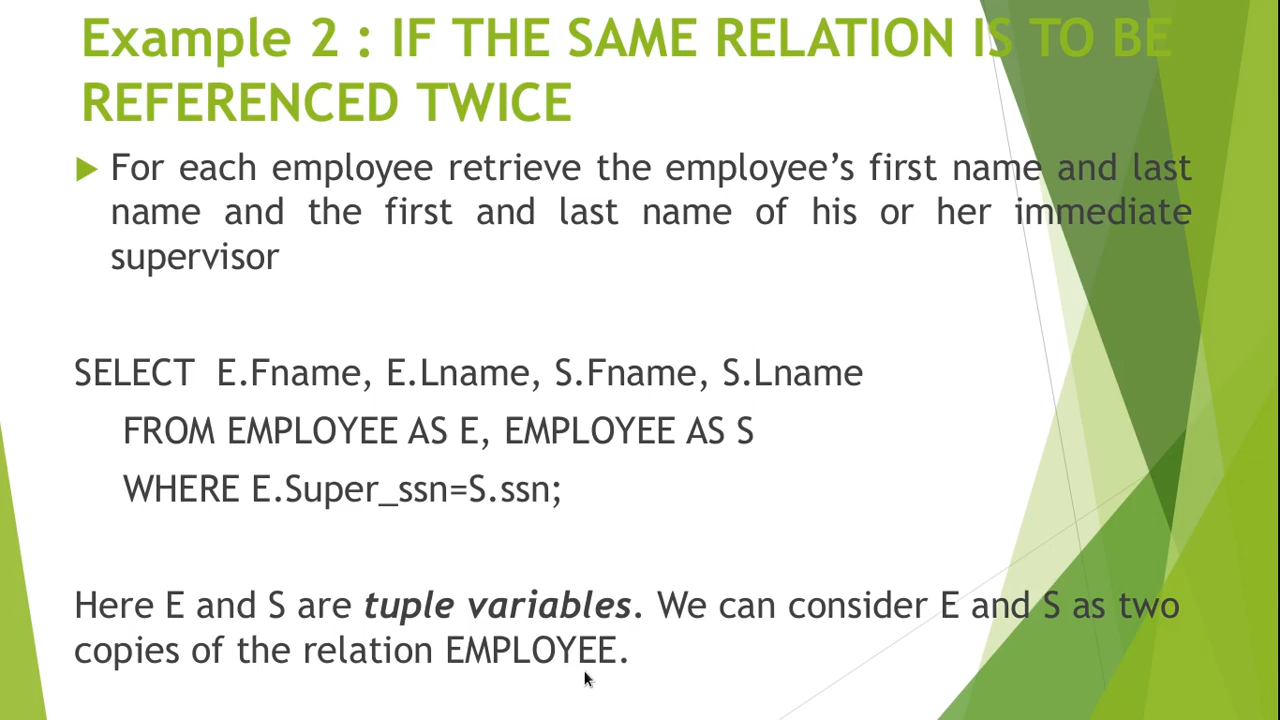 Example 2 : IF THE SAME RELATION IS TO BE
REFERENCED TWICE
For each employee retrieve the employee’s first name and last
name and the first and last name of his or her immediate
supervisor
SELECT E.Fname, E.Lname, S.Fname, S.Lname
FROM EMPLOYEE AS E, EMPLOYEE AS S
WHERE E.Super_ssn=S.ssn;
Here E and S are tuple variables. We can consider E and S as two
copies of the relation EMPLOYEE.